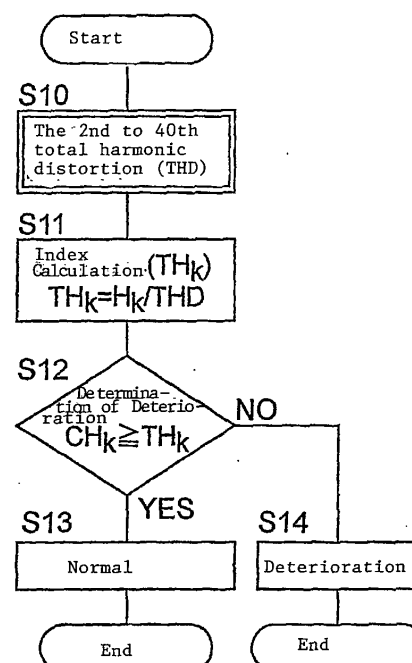 Start
S10
The 2nd to 40th
total harmonic
distortion (THD)
S11
Index
Calculation (THk)
THk=Hk/THD
S12
Determina-
tion of Deterio-
ration
CHk≧THk
NO
YES
S13
Normal
S14
Deterioration
End
End